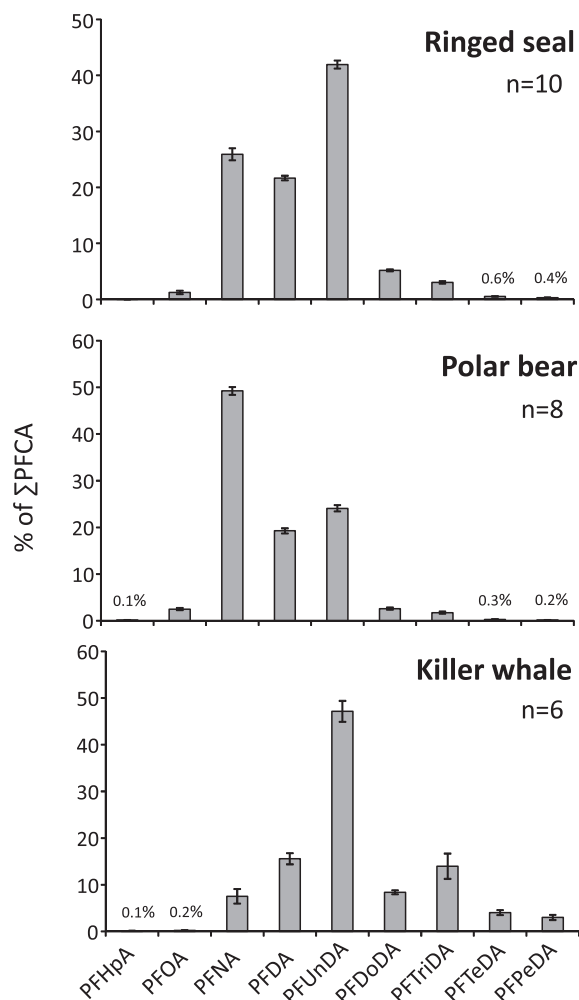 50
40
30
20
10
0
Ringed seal
n=10
0.6%
0.4%
60
50
40
30
20
10
0
Polar bear
n=8
0.1%
0.3%
0.2%
% of ∑PFCA
60
50
40
30
20
10
0
Killer whale
n=6
0.1%
0.2%
PFHpA
PFOA
PFNA
PFDA
PFUnDA
PFDoDA
PFTriDA
PFTeDA
PFPeDA